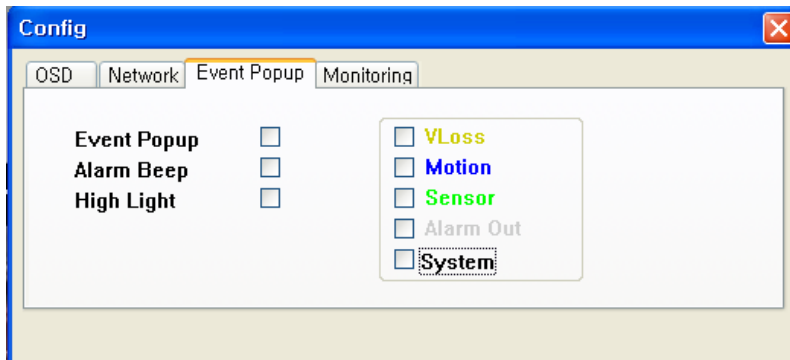 Config
OSD Network Event Popup Monitoring
Event Popup
Alarm Beep
High Light
VLoss
Motion
Sensor
Alarm Out
System